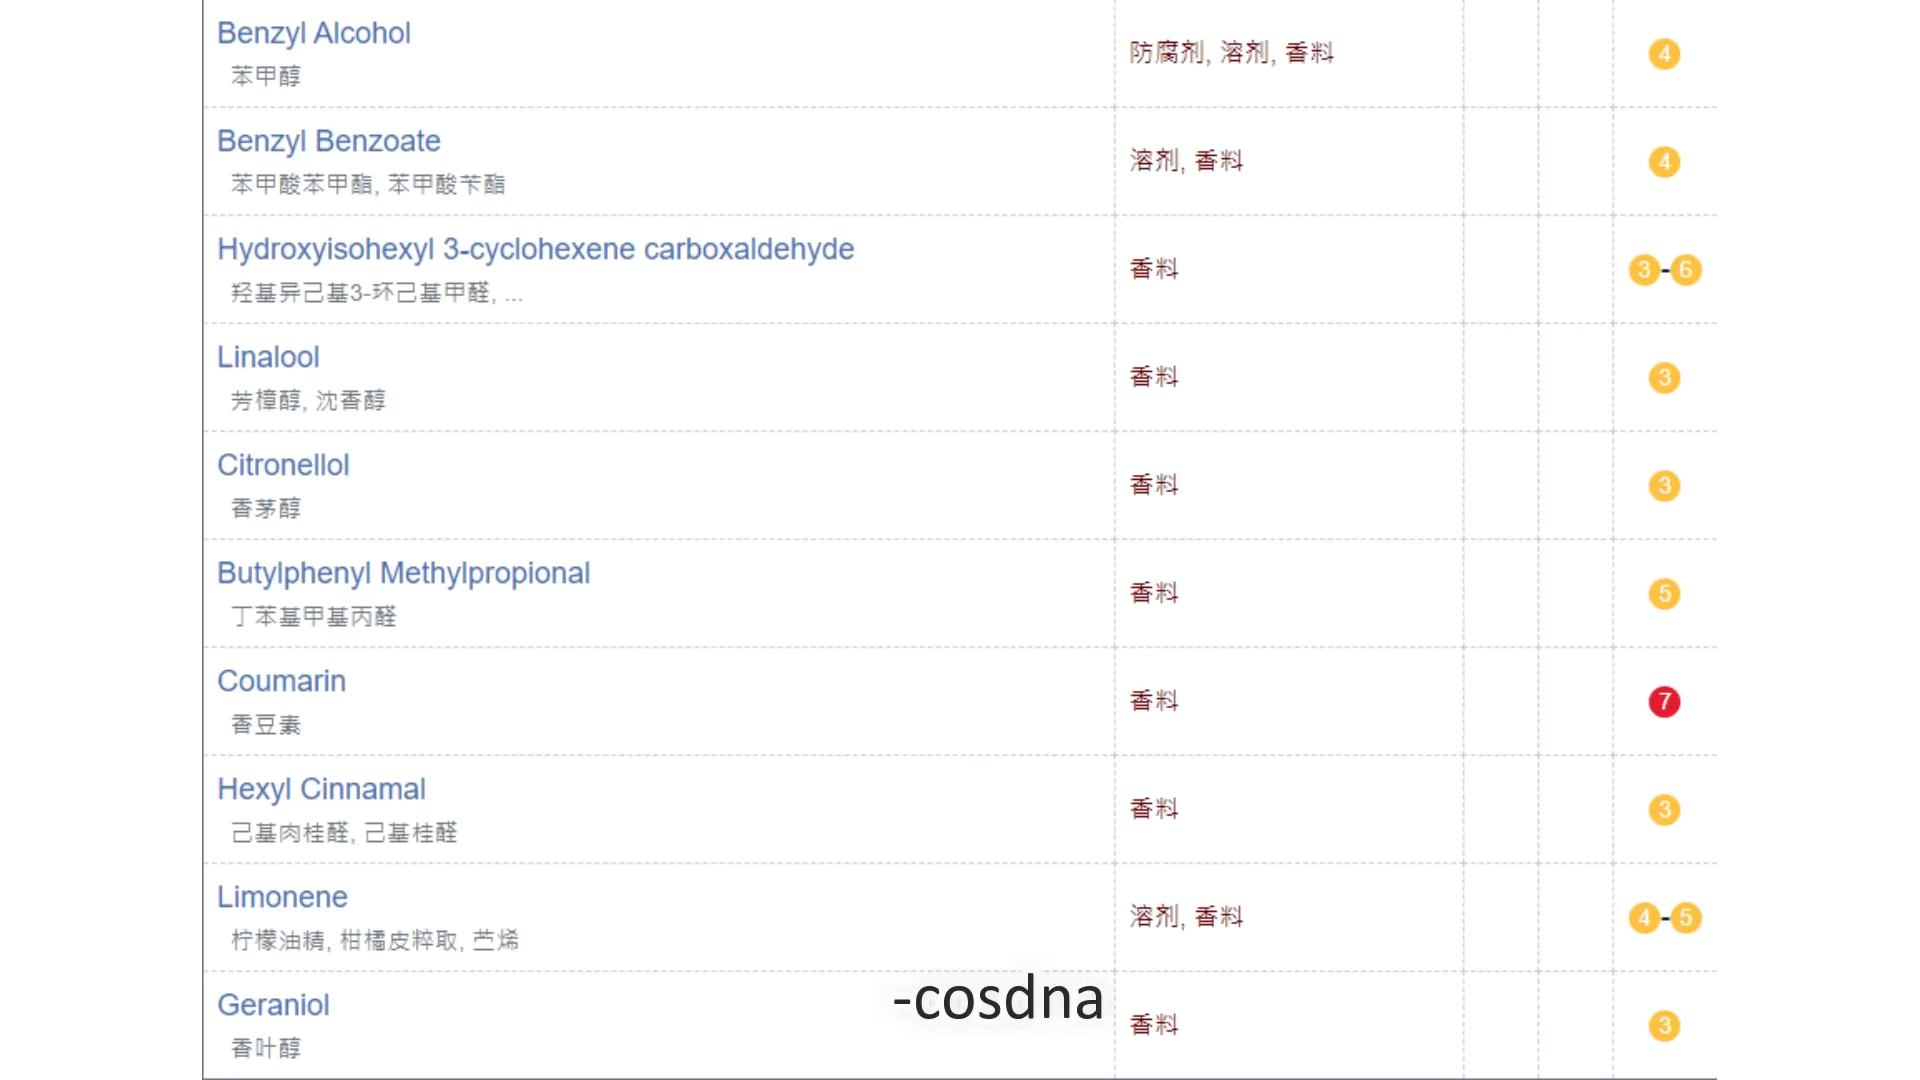 Benzyl Alcohol
苯甲醇
防腐剂, 溶剂, 香料
4
Benzyl Benzoate
苯甲酸苯甲酯, 苯甲酸苄酯
溶剂, 香料
4
Hydroxyisohexyl 3-cyclohexene carboxaldehyde
羟基异己基3-环己基甲醛, ...
香料
3-6
Linalool
芳樟醇, 沈香醇
香料
3
Citronellol
香茅醇
香料
3
Butylphenyl Methylpropional
丁苯基甲基丙醛
香料
5
Coumarin
香豆素
香料
7
Hexyl Cinnamal
己基肉桂醛, 己基桂醛
香料
3
Limonene
柠檬油精, 柑橘皮粹取, 苎烯
溶剂, 香料
4-5
Geraniol
香叶醇
香料
3
-cosdna